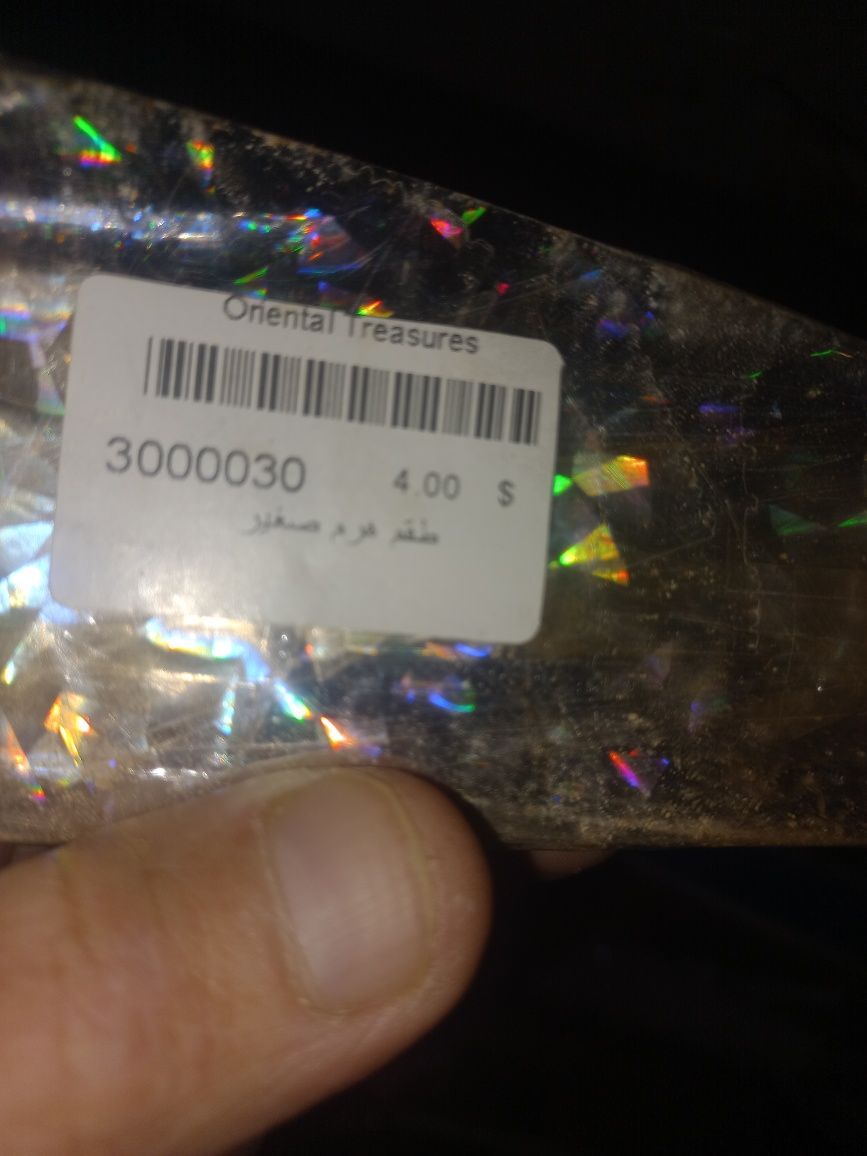 Oriental Treasures
3000030 4.00 $
طقم هرم صغير